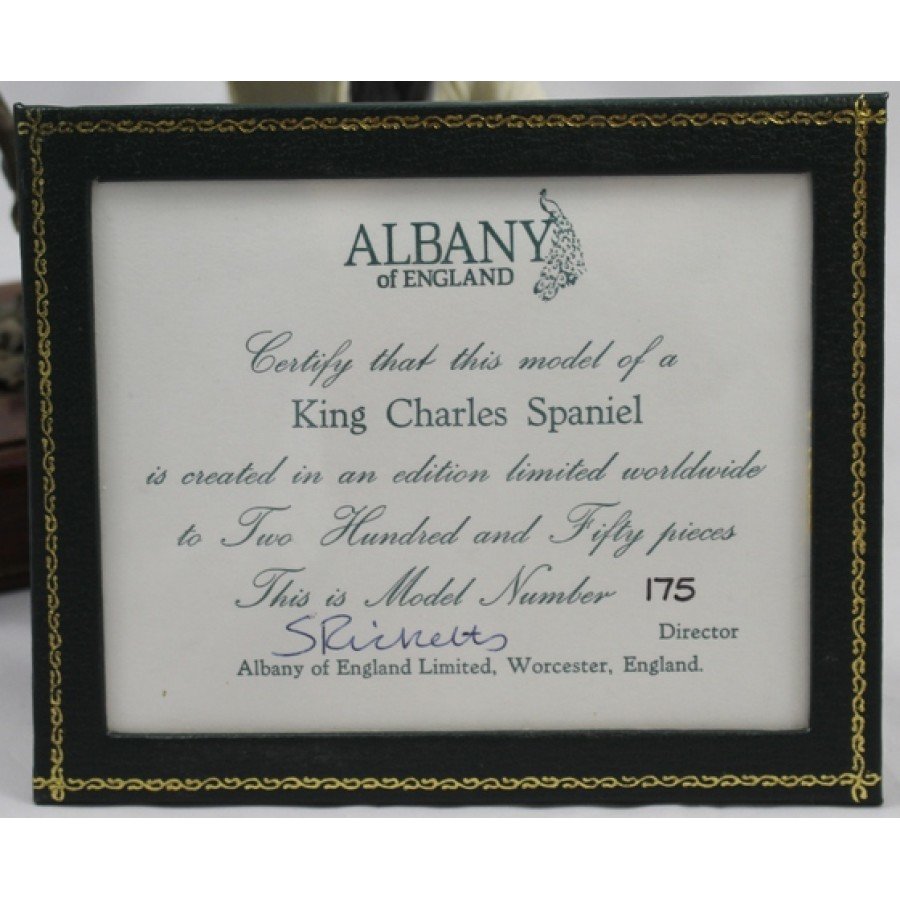 ALBANY
of ENGLAND
Certify that this model of a
King Charles Spaniel
is created in an edition limited worldwide
to Two Hundred and Fifty pieces
This is Model Number 175
SRicketts
Director
Albany of England Limited, Worcester, England.